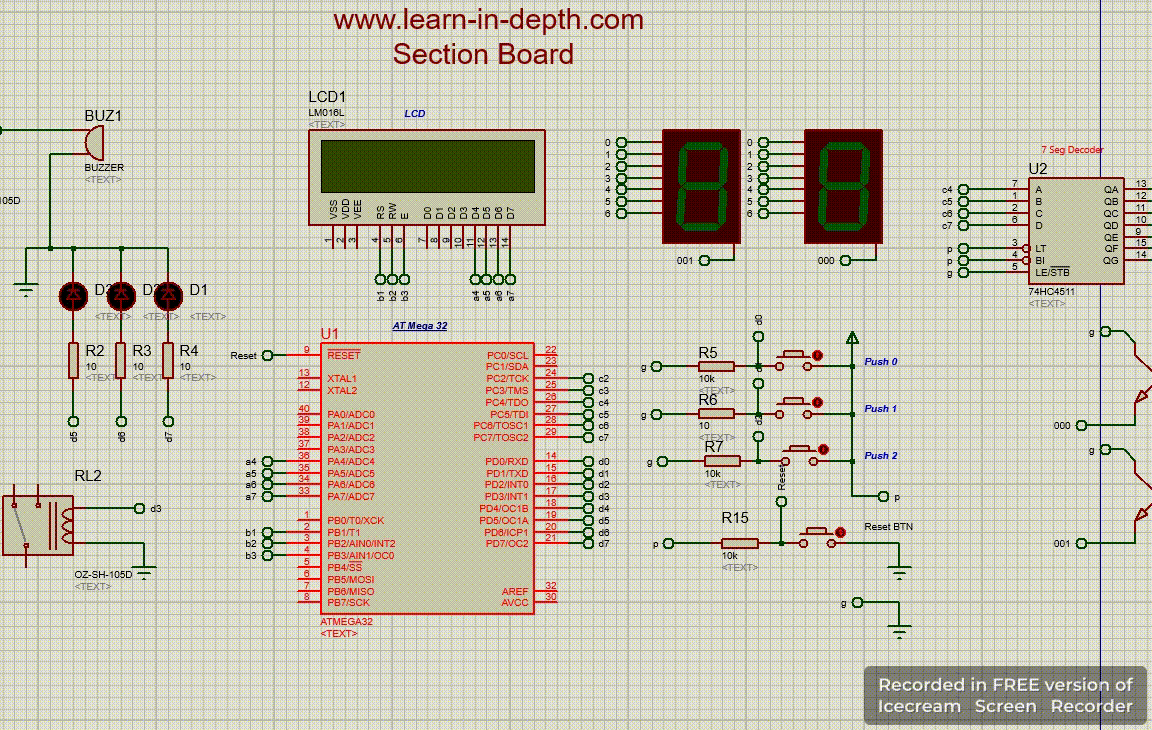 www.learn-in-depth.com
Section Board
BUZ1
BUZZER
<TEXT>
105D
LCD1
LM016L
<TEXT>
LCD
VSS
VDD
VEE
RS
RW
E
D0
D1
D2
D3
D4
D5
D6
D7
1
2
3
4
5
6
7
8
9
10
11
12
13
14
b1
b2
b3
a4
a5
a6
a7
0
1
2
3
4
5
6
001
0
1
2
3
4
5
6
000
7 Seg Decoder
U2
c4 7 A QA 13
c5 1 B QB 12
c6 2 C QC 11
c7 6 D QD 10
QE 9
p 3 LT QF 15
p 4 BI QG 14
g 5 LE/STB
74HC4511
<TEXT>
D1
<TEXT>
<TEXT>
<TEXT>
R2
10
<TEXT>
R3
10
<TEXT>
R4
10
<TEXT>
d5
d6
d7
RL2
d3
OZ-SH-105D
<TEXT>
AT Mega 32
U1
Reset 9 RESET
13 XTAL1
12 XTAL2
40 PA0/ADC0
39 PA1/ADC1
38 PA2/ADC2
37 PA3/ADC3
a4 36 PA4/ADC4
a5 35 PA5/ADC5
a6 34 PA6/ADC6
a7 33 PA7/ADC7
1 PB0/T0/XCK
b1 2 PB1/T1
b2 3 PB2/AIN0/INT2
b3 4 PB3/AIN1/OC0
5 PB4/SS
6 PB5/MOSI
7 PB6/MISO
8 PB7/SCK
PC0/SCL 22
PC1/SDA 23
PC2/TCK 24 c2
PC3/TMS 25 c3
PC4/TDO 26 c4
PC5/TDI 27 c5
PC6/TOSC1 28 c6
PC7/TOSC2 29 c7
PD0/RXD 14 d0
PD1/TXD 15 d1
PD2/INT0 16 d2
PD3/INT1 17 d3
PD4/OC1B 18 d4
PD5/OC1A 19 d5
PD6/ICP1 20 d6
PD7/OC2 21 d7
AREF 32
AVCC 30
ATMEGA32
<TEXT>
d0
g
R5
10k
<TEXT>
Push 0
g
R6
10
<TEXT>
Push 1
g
R7
10k
<TEXT>
Push 2
Reset
p
p
R15
10k
<TEXT>
Reset BTN
g
g
000
g
001
Recorded in FREE version of
Icecream Screen Recorder